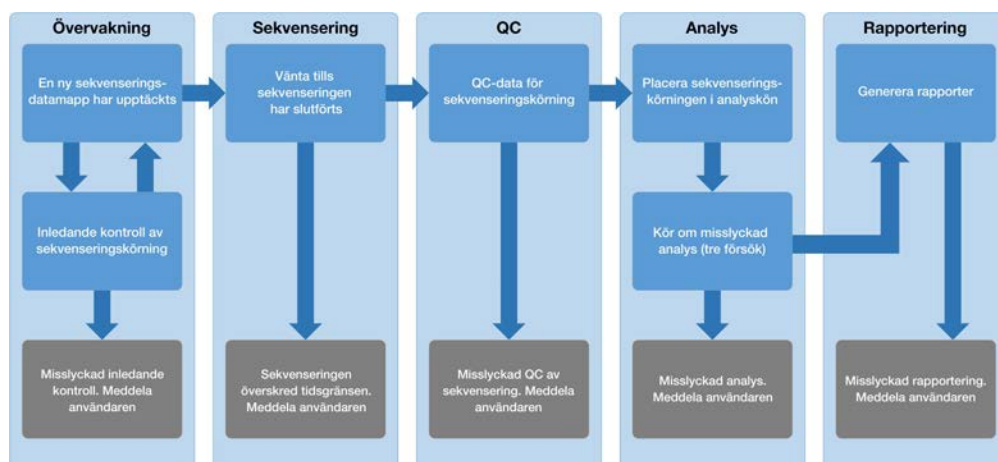 Övervakning
En ny sekvenserings-
datamapp har upptäckts
Inledande kontroll av
sekvenseringskörning
Misslyckad inledande
kontroll. Meddela
användaren
Sekvensering
Vänta tills
sekvenseringen
har slutförts
Sekvenseringen
överskred tidsgränsen.
Meddela användaren
QC
QC-data för
sekvenseringskörning
Misslyckad QC av
sekvensering. Meddela
användaren
Analys
Placera sekvenserings-
körningen i analyskön
Kör om misslyckad
analys (tre försök)
Misslyckad analys.
Meddela användaren
Rapportering
Generera rapporter
Misslyckad rapportering.
Meddela användaren